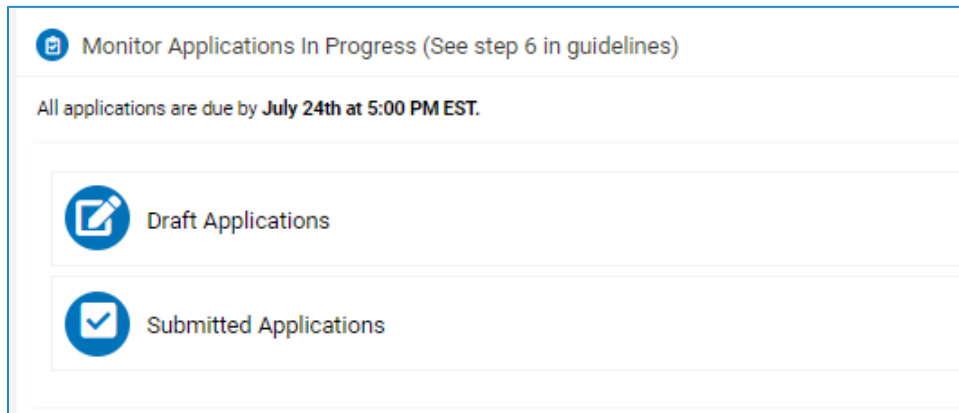 Monitor Applications In Progress (See step 6 in guidelines)
All applications are due by July 24th at 5:00 PM EST.
Draft Applications
Submitted Applications